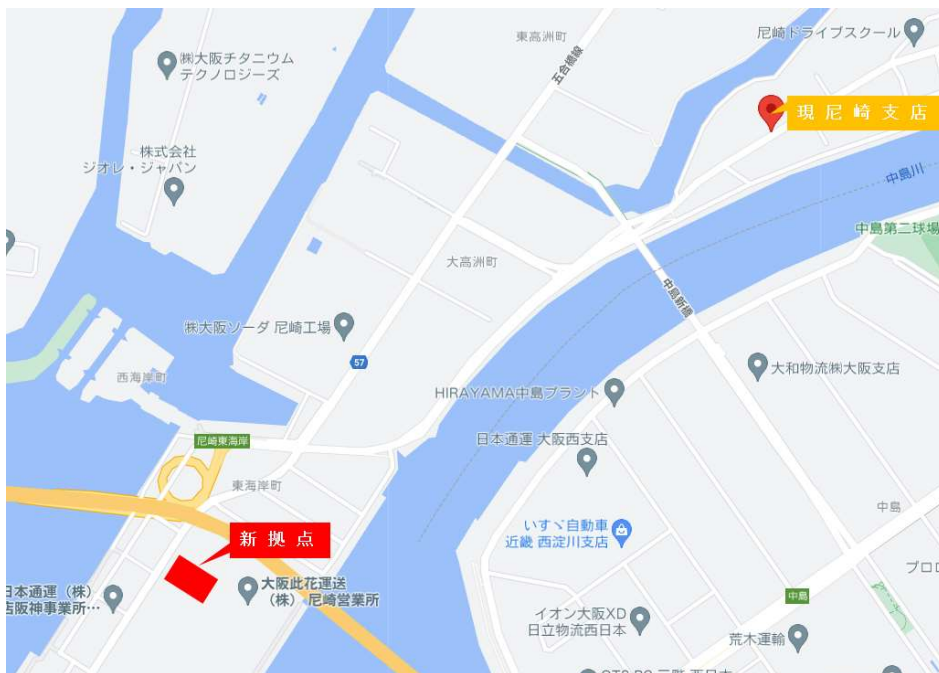 東高洲町
尼崎ドライブスクール
㈱大阪チタニウム
テクノロジーズ
五合橋線
現尼崎支店
株式会社
ジオレ・ジャパン
中島川
中島第二球場
大高洲町
中島新橋
㈱大阪ソーダ 尼崎工場
57
大和物流㈱大阪支店
西海岸町
HIRAYAMA中島プラント
日本通運 大阪西支店
尼崎東海岸
東海岸町
中島
いすゞ自動車
近畿 西淀川支店
新拠点
プロロ
日本通運（株）
店阪神事業所…
大阪此花運送
（株）尼崎営業所
中島
イオン大阪XD
日立物流西日本
荒木運輸